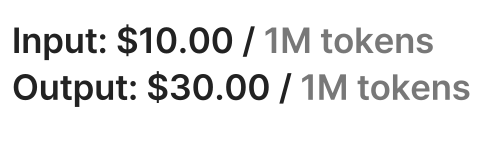 Input: $10.00 / 1M tokens
Output: $30.00 / 1M tokens